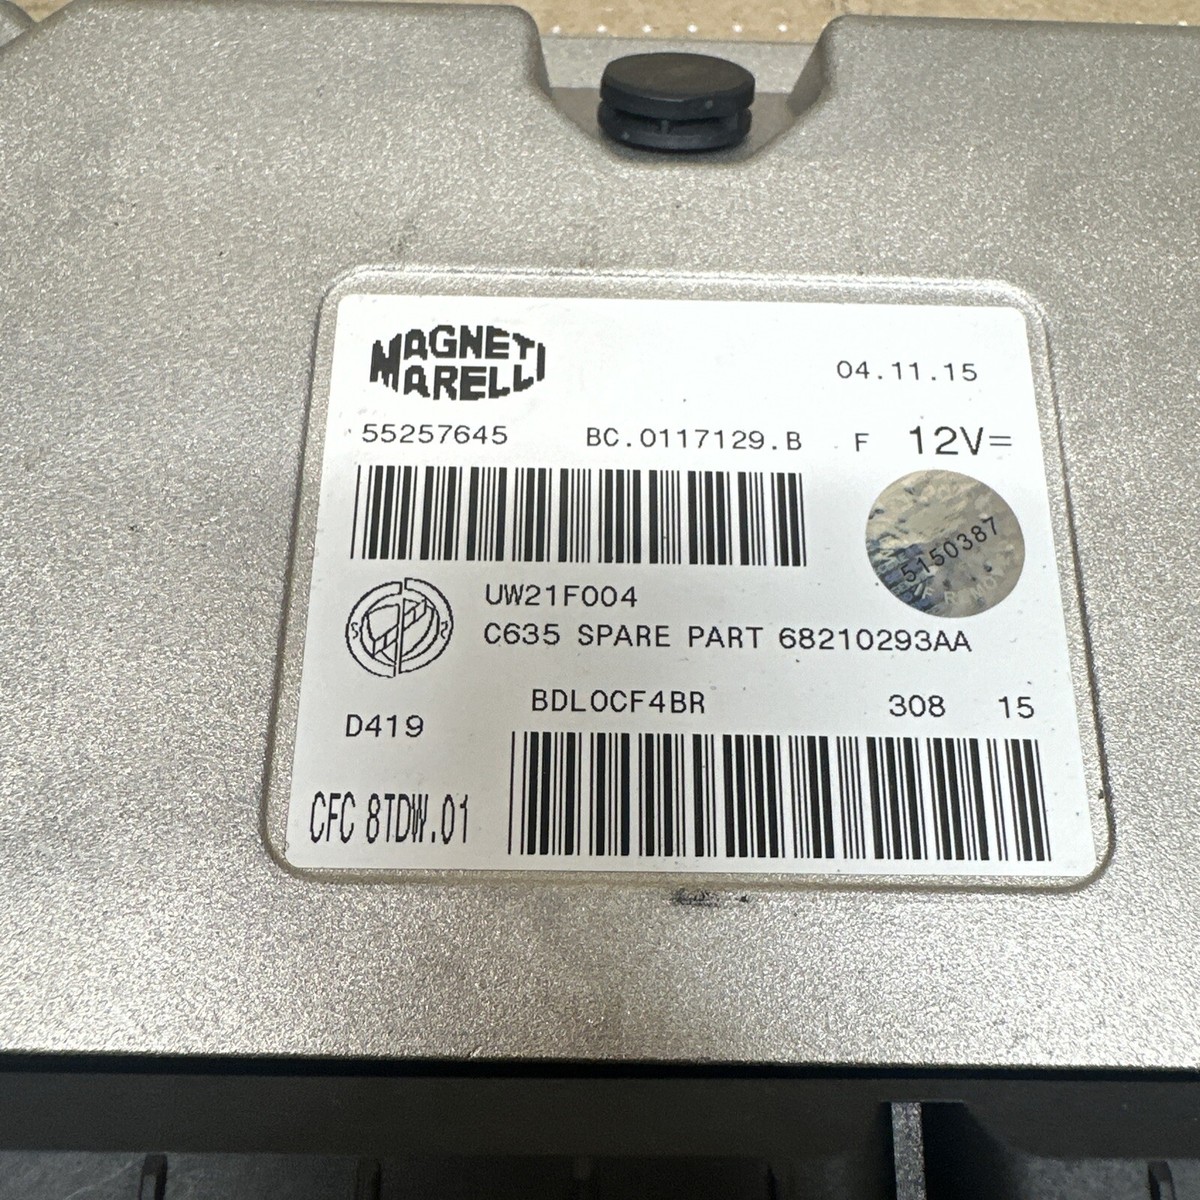 MAGNETI
MARELLI
04.11.15
55257645 BC.0117129.B F 12V=
5150387
UW21F004
C635 SPARE PART 68210293AA
BDLOCF4BR 308 15
D419
CFC 8TDW.01